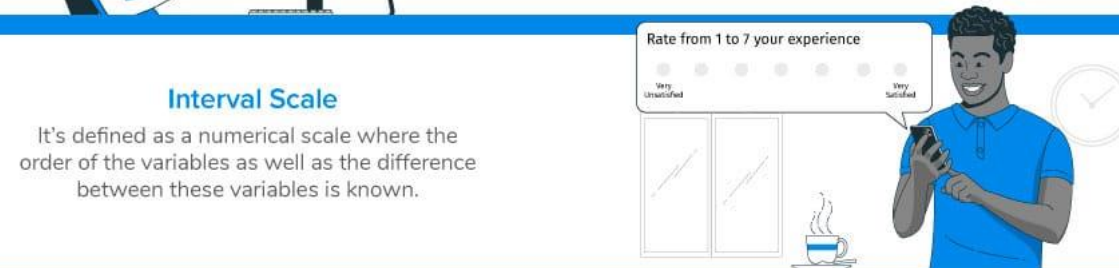 Interval Scale
It's defined as a numerical scale where the
order of the variables as well as the difference
between these variables is known.
Rate from 1 to 7 your experience
Very
Unsatisfied
Very
Satisfied